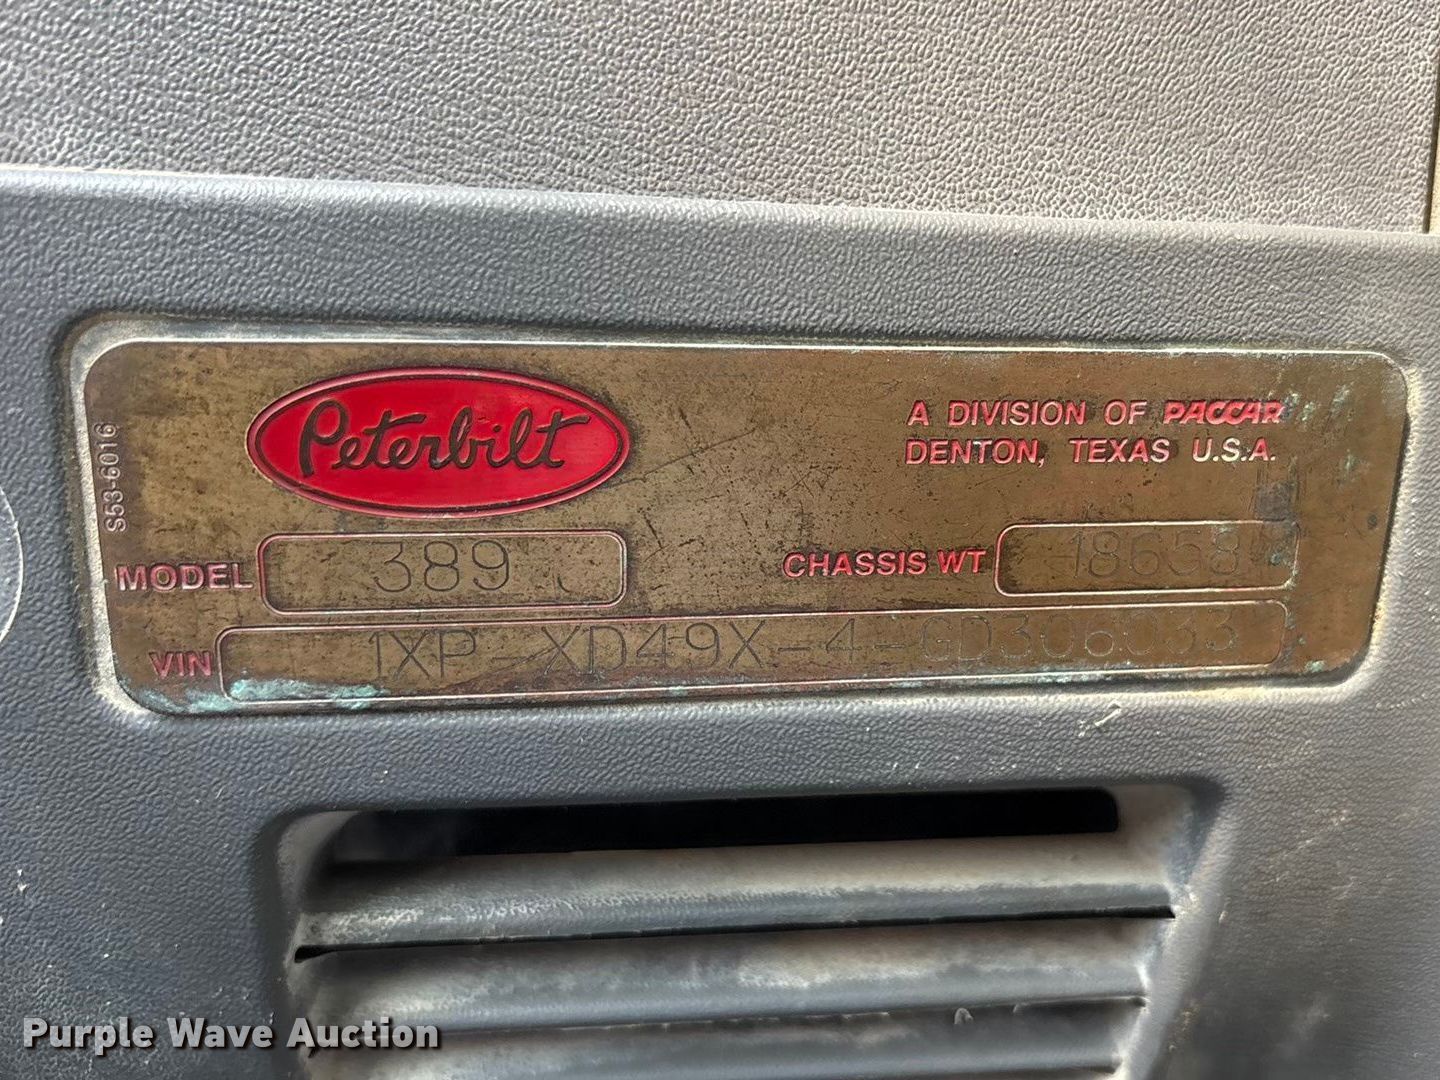 Peterbilt
A DIVISION OF PACCAR
DENTON, TEXAS U.S.A.
S53-6016
MODEL 389
CHASSIS WT 18658
VIN 1XP-XD49X-4-GD306033
Purple Wave Auction